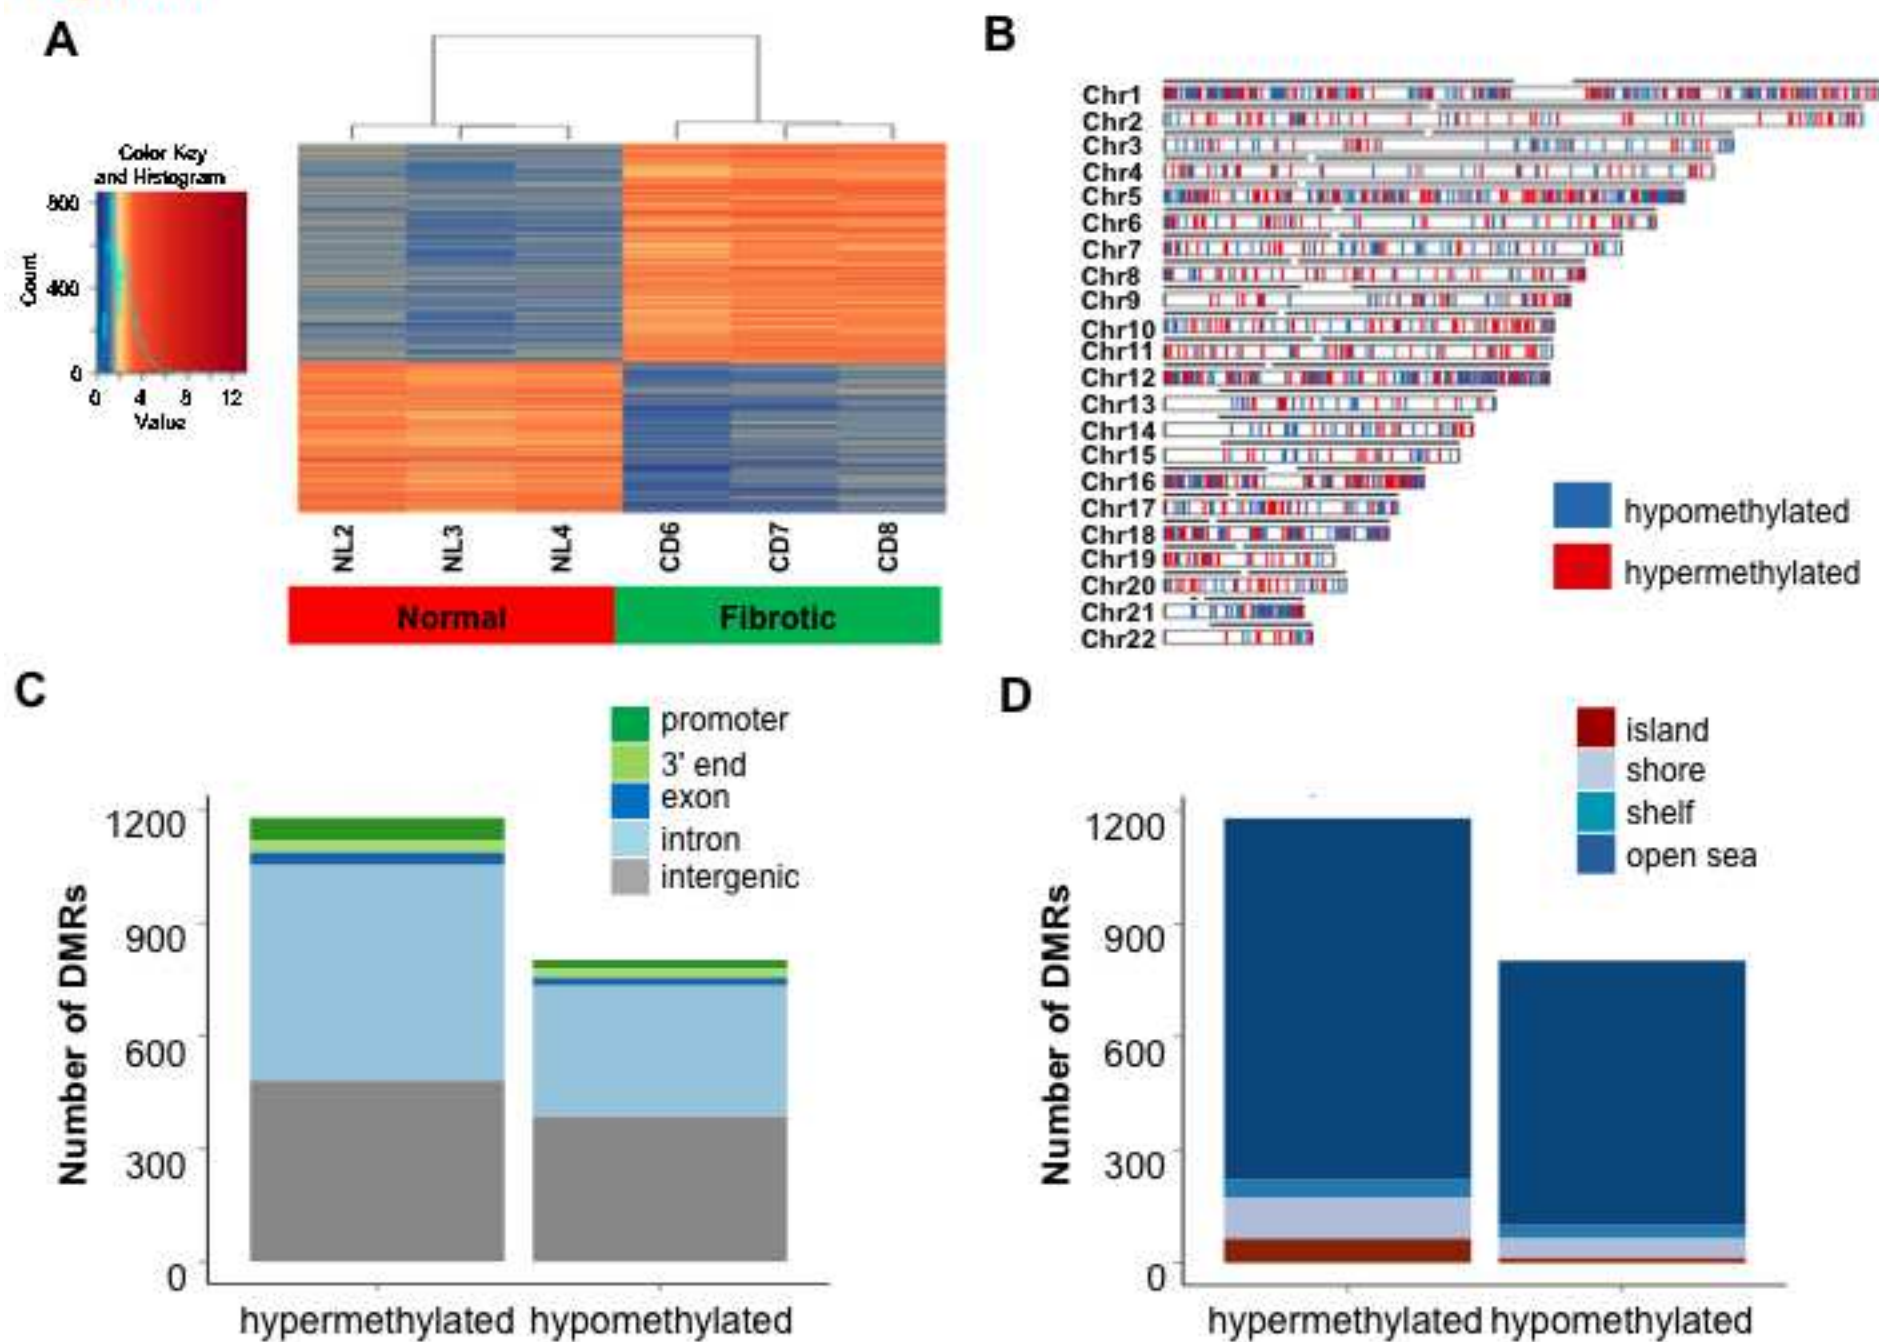 A
Color Key
and Histogram
800
400
0
Count
0 4 8 12
Value
NL2 NL3 NL4 CD6 CD7 CD8
Normal Fibrotic
B
Chr1
Chr2
Chr3
Chr4
Chr5
Chr6
Chr7
Chr8
Chr9
Chr10
Chr11
Chr12
Chr13
Chr14
Chr15
Chr16
Chr17
Chr18
Chr19
Chr20
Chr21
Chr22
hypomethylated
hypermethylated
C
promoter
3' end
exon
intron
intergenic
Number of DMRs
1200
900
600
300
0
hypermethylated hypomethylated
D
island
shore
shelf
open sea
Number of DMRs
1200
900
600
300
0
hypermethylated hypomethylated